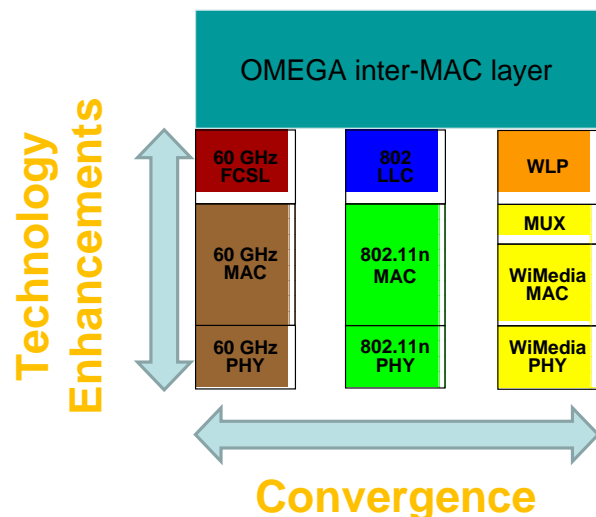 OMEGA inter-MAC layer
Technology
Enhancements
60 GHz
FCSL
802
LLC
WLP
60 GHz
MAC
802.11n
MAC
MUX
WiMedia
MAC
60 GHz
PHY
802.11n
PHY
WiMedia
PHY
Convergence